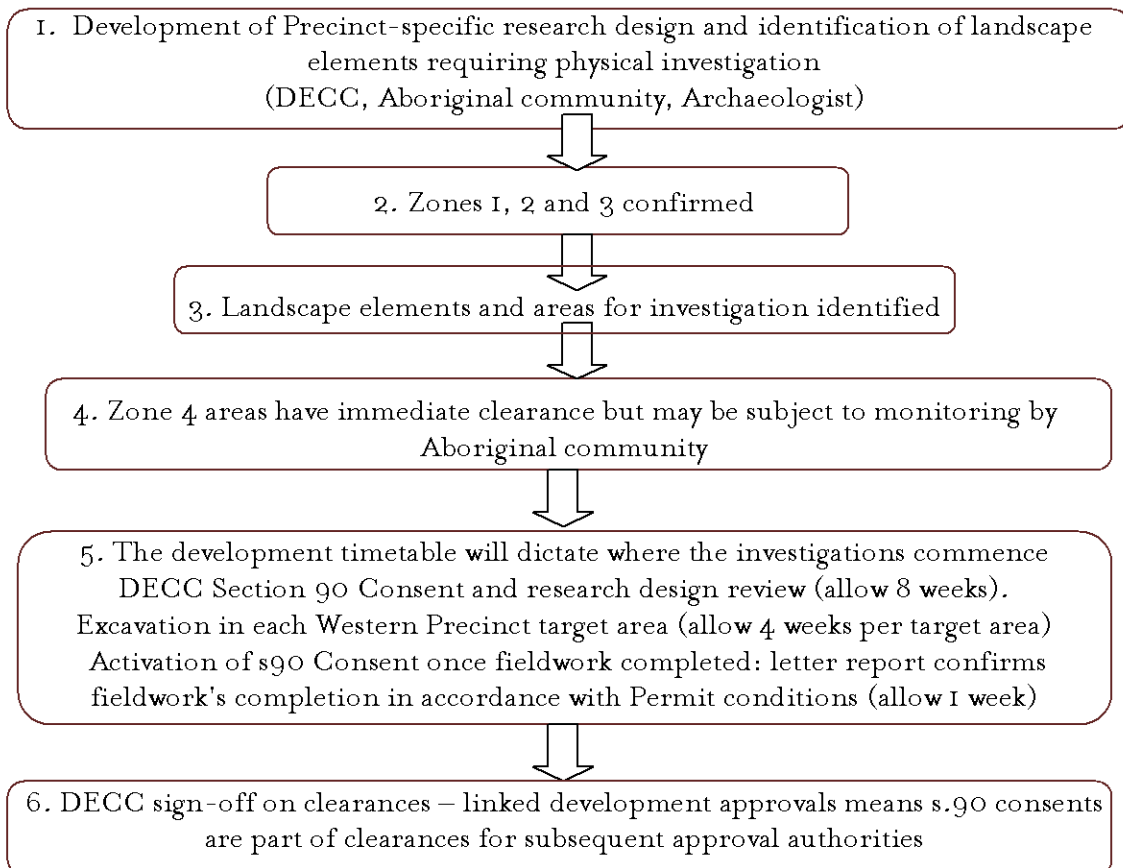 1. Development of Precinct-specific research design and identification of landscape
elements requiring physical investigation
(DECC, Aboriginal community, Archaeologist)
2. Zones 1, 2 and 3 confirmed
3. Landscape elements and areas for investigation identified
4. Zone 4 areas have immediate clearance but may be subject to monitoring by
Aboriginal community
5. The development timetable will dictate where the investigations commence
DECC Section 90 Consent and research design review (allow 8 weeks).
Excavation in each Western Precinct target area (allow 4 weeks per target area)
Activation of s90 Consent once fieldwork completed: letter report confirms
fieldwork's completion in accordance with Permit conditions (allow 1 week)
6. DECC sign-off on clearances – linked development approvals means s.90 consents
are part of clearances for subsequent approval authorities